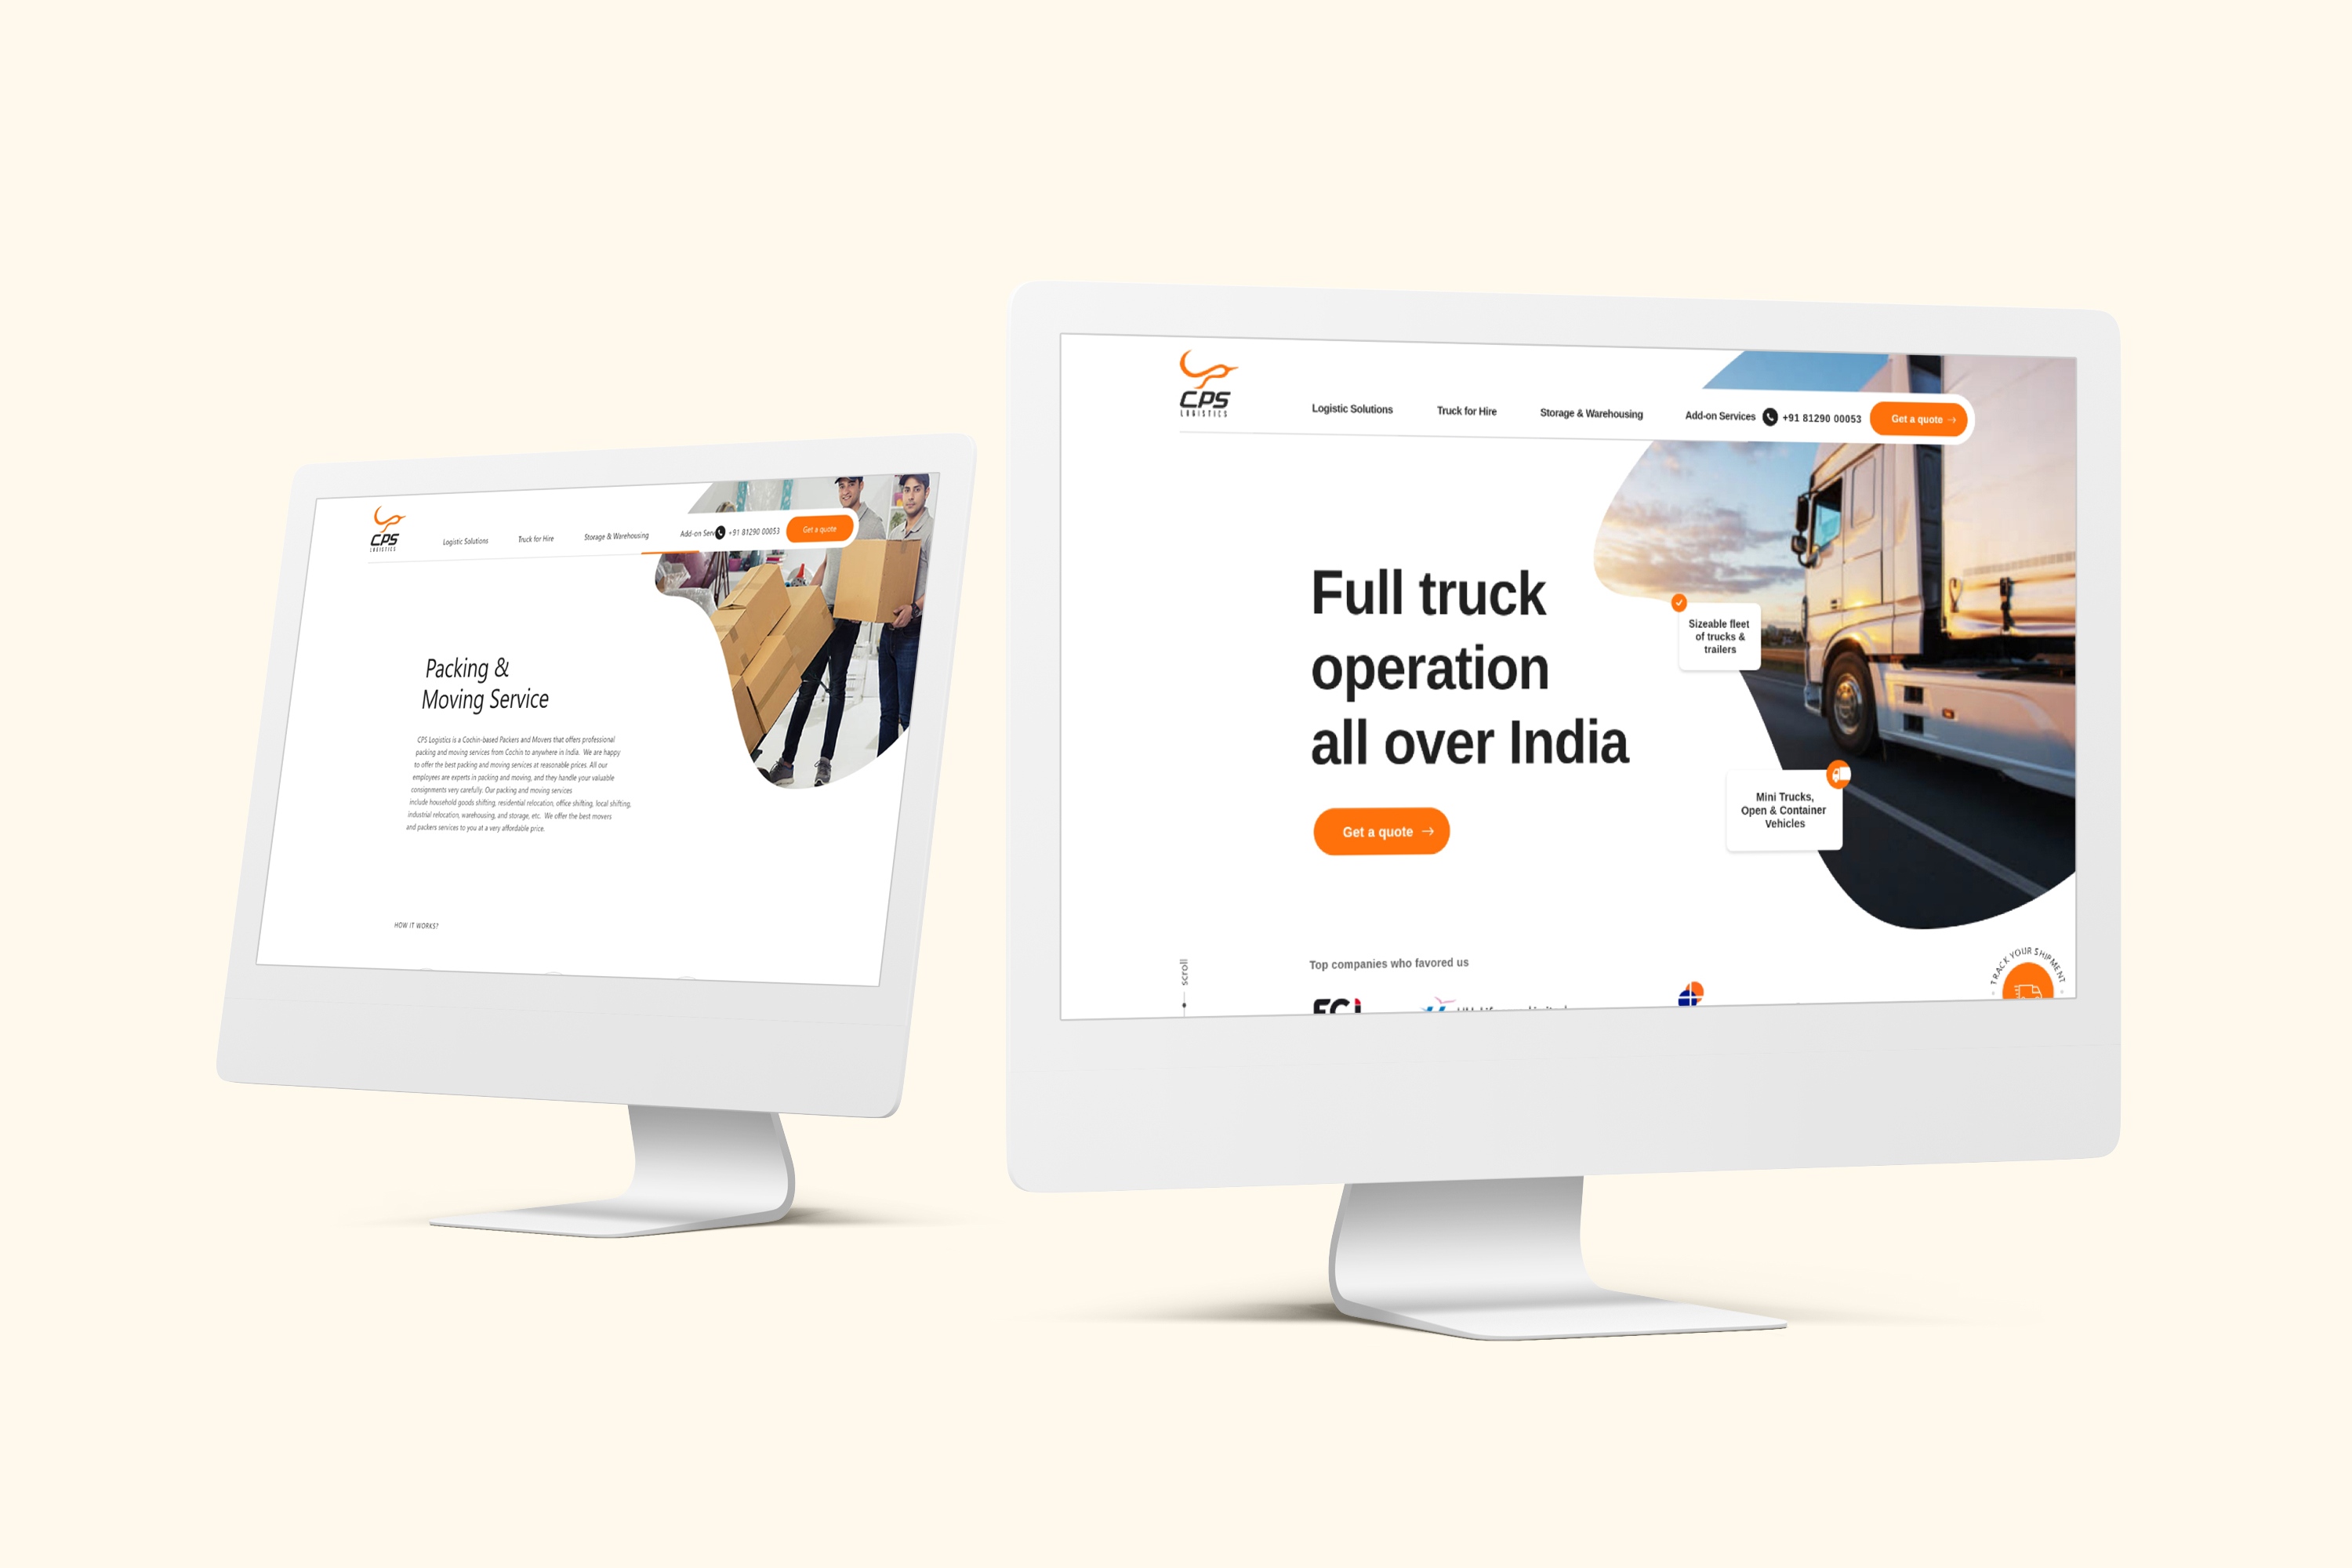 CPS
LOGISTICS
Logistic Solutions
Truck for Hire
Storage & Warehousing
Add-on Serv
+91 81290 00053
Get a quote
Packing &
Moving Service
CPS Logistics is a Cochin-based Packers and Movers that offers professional
packing and moving services from Cochin to anywhere in India. We are happy
to offer the best packing and moving services at reasonable prices. All our
employees are experts in packing and moving, and they handle your valuable
consignments very carefully. Our packing and moving services
include household goods shifting, residential relocation, office shifting, local shifting,
industrial relocation, warehousing, and storage, etc. We offer the best movers
and packers services to you at a very affordable price.
HOW IT WORKS?
CPS
LOGISTICS
Logistic Solutions
Truck for Hire
Storage & Warehousing
Add-on Services
+91 81290 00053
Get a quote →
Full truck
operation
all over India
Get a quote →
Sizeable fleet
of trucks &
trailers
Mini Trucks,
Open & Container
Vehicles
scroll
Top companies who favored us
TRACK YOUR SHIPMENT